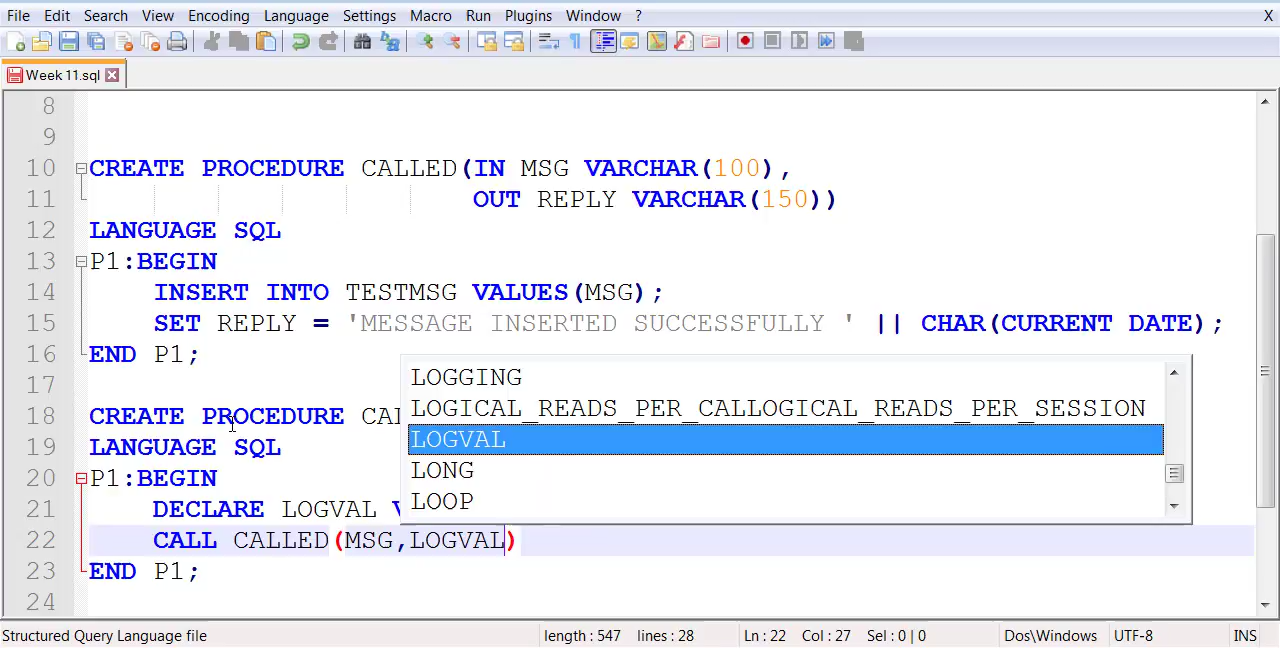 File Edit Search View Encoding Language Settings Macro Run Plugins Window ? X
Week 11.sql
8
9
10 CREATE PROCEDURE CALLED(IN MSG VARCHAR(100),
11 OUT REPLY VARCHAR(150))
12 LANGUAGE SQL
13 P1:BEGIN
14 INSERT INTO TESTMSG VALUES(MSG);
15 SET REPLY = 'MESSAGE INSERTED SUCCESSFULLY ' || CHAR(CURRENT DATE);
16 END P1;
17
LOGGING
18 CREATE PROCEDURE CAL
LOGICAL_READS_PER_CALLOGICAL_READS_PER_SESSION
19 LANGUAGE SQL
LOGVAL
20 P1:BEGIN
LONG
21 DECLARE LOGVAL V
LOOP
22 CALL CALLED(MSG,LOGVAL)
23 END P1;
24
Structured Query Language file length : 547 lines : 28 Ln : 22 Col : 27 Sel : 0 | 0 Dos\Windows UTF-8 INS